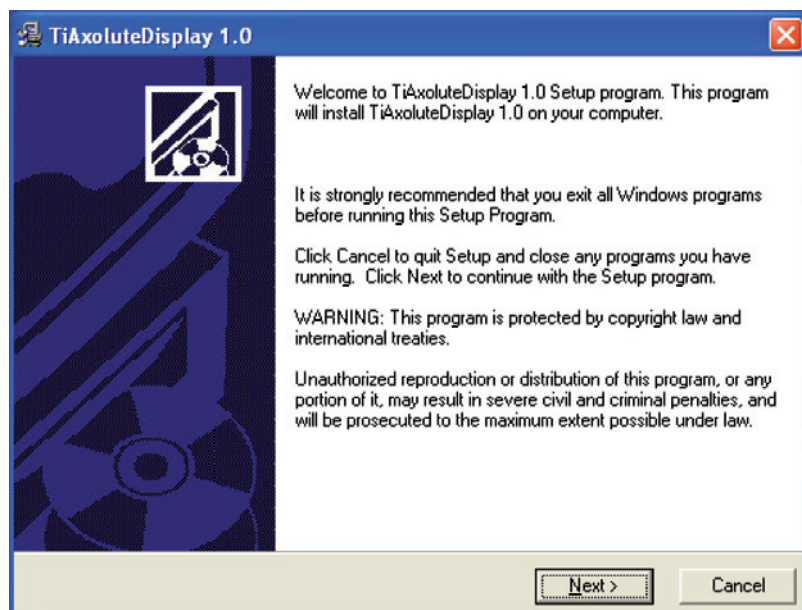 TiAxoluteDisplay 1.0
Welcome to TiAxoluteDisplay 1.0 Setup program. This program
will install TiAxoluteDisplay 1.0 on your computer.
It is strongly recommended that you exit all Windows programs
before running this Setup Program.
Click Cancel to quit Setup and close any programs you have
running. Click Next to continue with the Setup program.
WARNING: This program is protected by copyright law and
international treaties.
Unauthorized reproduction or distribution of this program, or any
portion of it, may result in severe civil and criminal penalties, and
will be prosecuted to the maximum extent possible under law.
Next >
Cancel